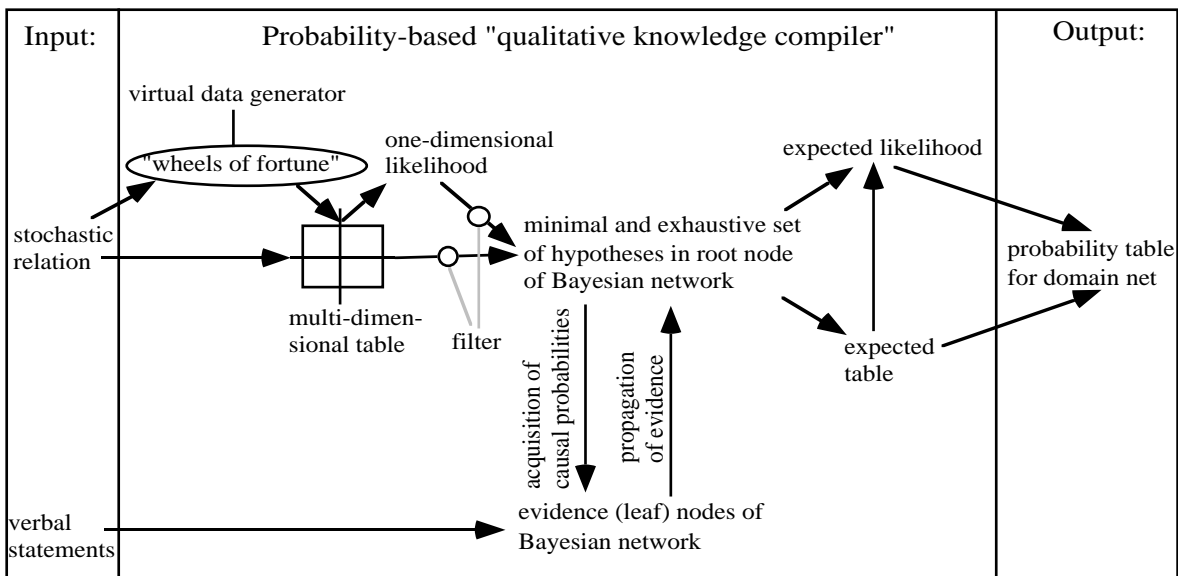 Input:
Probability-based "qualitative knowledge compiler"
Output:
virtual data generator
"wheels of fortune"
one-dimensional
likelihood
expected likelihood
stochastic
relation
minimal and exhaustive set
of hypotheses in root node
of Bayesian network
probability table
for domain net
multi-dimen-
sional table
filter
expected
table
acquisition of
causal probabilities
propagation
of evidence
verbal
statements
evidence (leaf) nodes of
Bayesian network